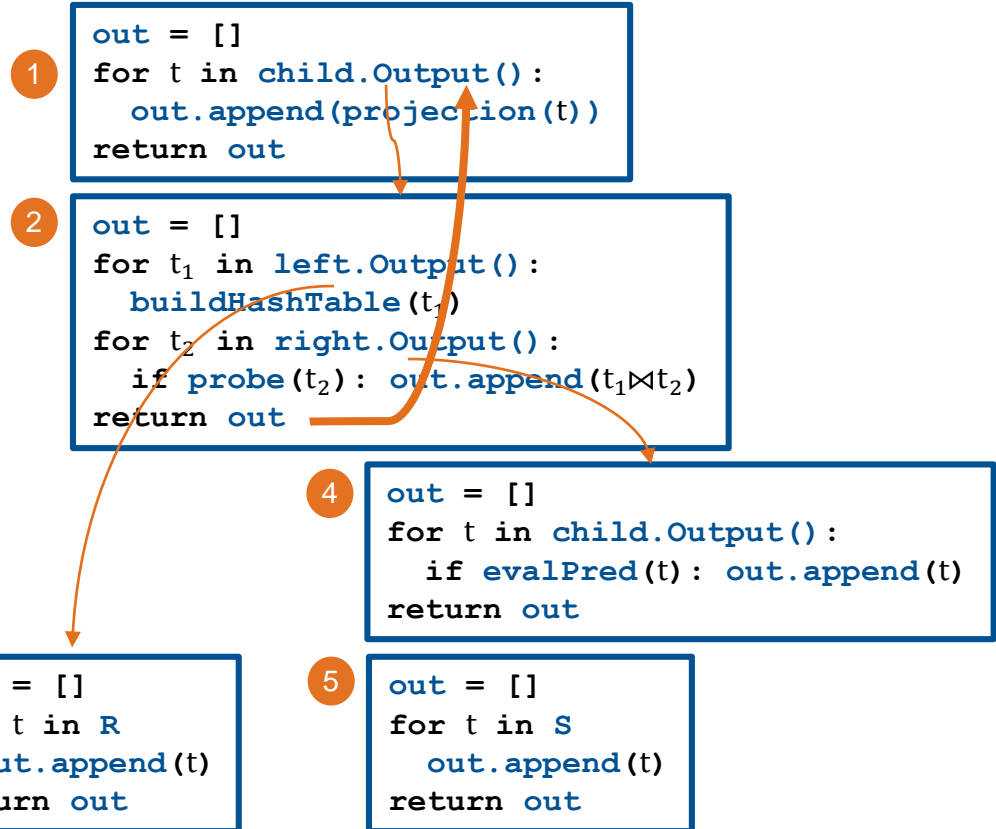 1
out = []
for t in child.Output():
out.append(projection(t))
return out
2
out = []
for t₁ in left.Output():
buildHashTable(t₁)
for t₂ in right.Output():
if probe(t₂): out.append(t₁⋈t₂)
return out
4
out = []
for t in child.Output():
if evalPred(t): out.append(t)
return out
= []
t in R
ut.append(t)
urn out
5
out = []
for t in S
out.append(t)
return out